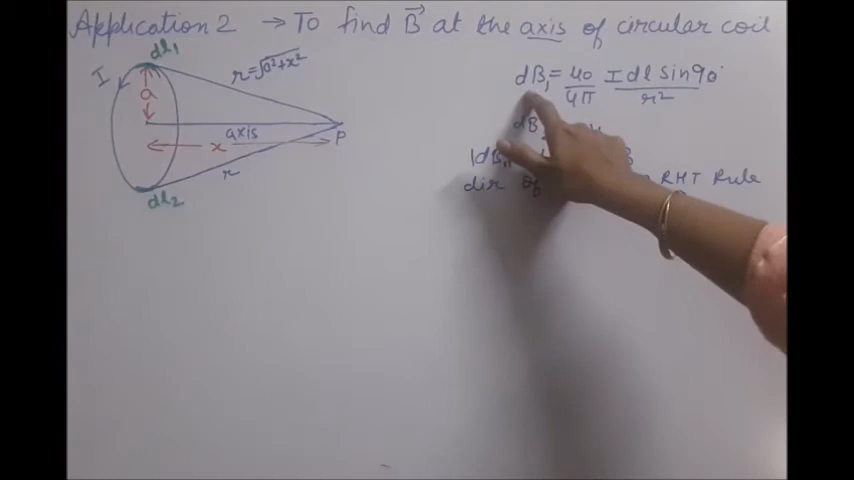 Application 2 → To find B⃗ at the axis of circular coil
dl1
I
r=√a²+x²
a
axis
x
P
r
dl2
dB1 = μ0/4π I dl sin90°/r²
dB
|dB1| B
dir of RHT Rule